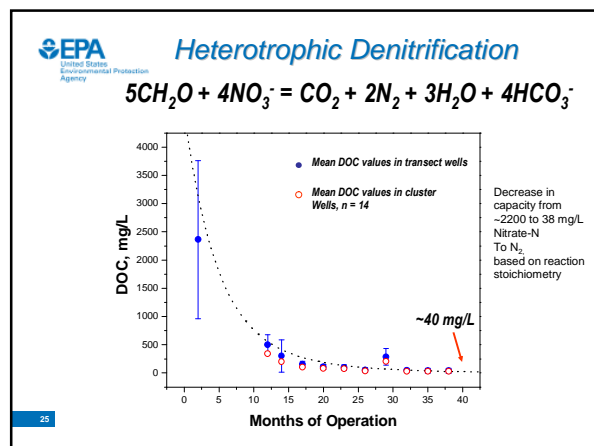 EPA
United States
Environmental Protection
Agency
Heterotrophic Denitrification
5CH₂O + 4NO₃⁻ = CO₂ + 2N₂ + 3H₂O + 4HCO₃⁻
4000
3500
3000
2500
2000
1500
1000
500
0
DOC, mg/L
Mean DOC values in transect wells
Mean DOC values in cluster
Wells, n = 14
~40 mg/L
0 5 10 15 20 25 30 35 40
Months of Operation
Decrease in
capacity from
~2200 to 38 mg/L
Nitrate-N
To N₂,
based on reaction
stoichiometry
25